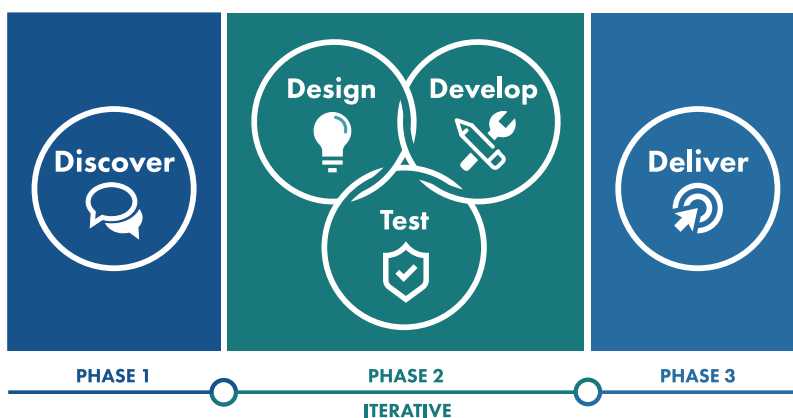 Discover
Design
Develop
Test
Deliver
PHASE 1
PHASE 2
PHASE 3
ITERATIVE